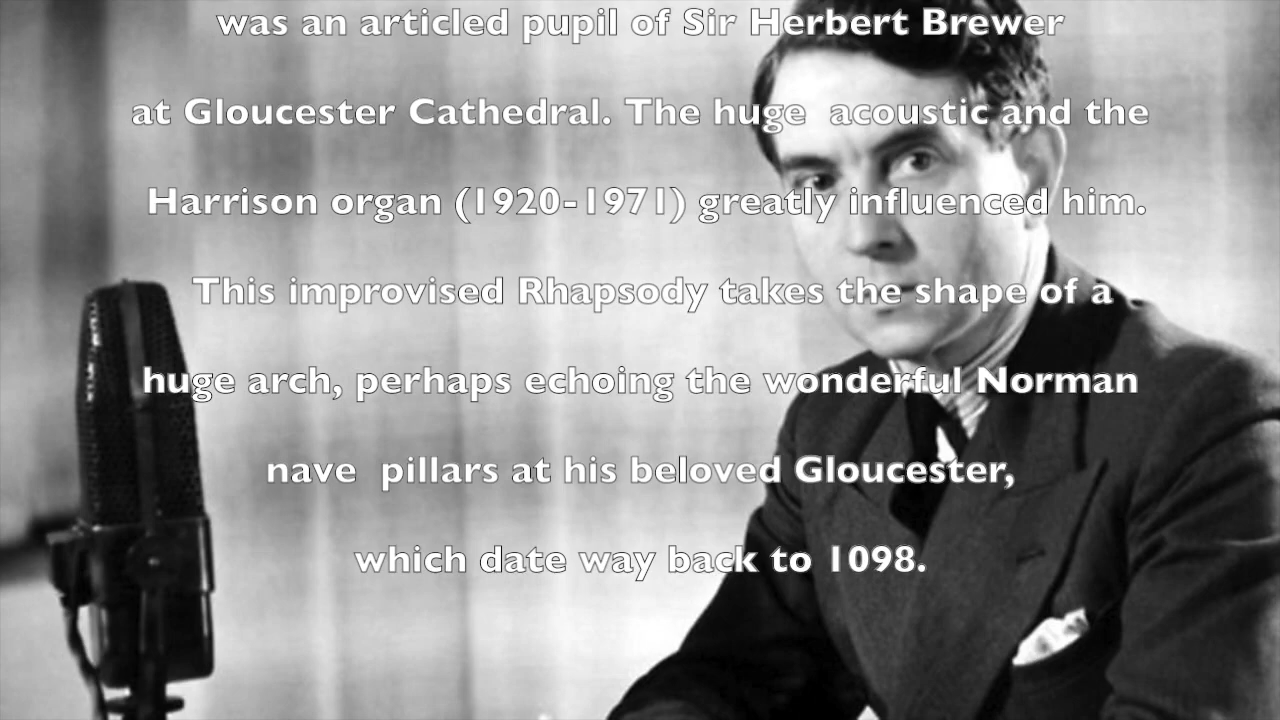 was an articled pupil of Sir Herbert Brewer
at Gloucester Cathedral. The huge  acoustic and the
Harrison organ (1920-1971) greatly influenced him.
This improvised Rhapsody takes the shape of a
huge arch, perhaps echoing the wonderful Norman
nave  pillars at his beloved Gloucester,
which date way back to 1098.